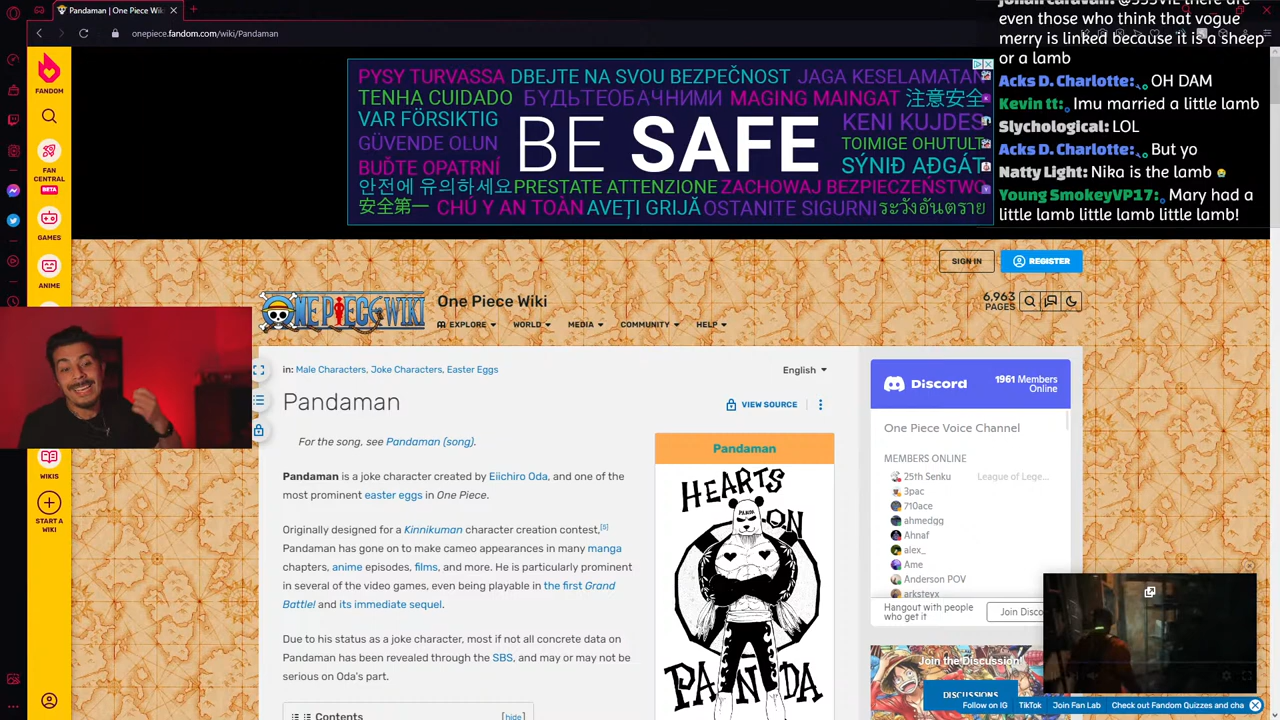 Pandaman | One Piece Wi
onepiece.fandom.com/wiki/Pandaman
even those who think that vogue
merry is linked because it is a sheep
or a lamb
Acks D. Charlotte: OH DAM
Kevin tt: Imu married a little lamb
Slychological: LOL
Acks D. Charlotte: But yo
Natty Light: Nika is the lamb 😭
Young SmokeyVP17: Mary had a
little lamb little lamb little lamb!
FANDOM
FAN
CENTRAL
BETA
GAMES
ANIME
WIKIS
START A
WIKI
PYSY TURVASSA DBEJTE NA SVOU BEZPEČNOST JAGA KESELAMATAN
TENHA CUIDADO БУДЬТЕОБАЧНИМИ MAGING MAINGAT 注意安全
VAR FÖRSIKTIG
KENI KUJDES
GÜVENDE OLUN
TOIMIGE OHUTULT
BE SAFE
BUĎTE OPATRNÍ
SÝNIÐ AÐGÁT
안전에 유의하세요 PRESTATE ATTENZIONE ZACHOWAJ BEZPIECZEŃSTWO
安全第一 CHÚ Ý AN TOÀN AVEȚI GRIJĂ OSTANITE SIGURNI ระวังอันตราย
SIGN IN
REGISTER
ONE PIECE WIKI
One Piece Wiki
6,963
PAGES
EXPLORE WORLD MEDIA COMMUNITY HELP
in: Male Characters, Joke Characters, Easter Eggs
English
Pandaman
VIEW SOURCE
For the song, see Pandaman (song).
Pandaman is a joke character created by Eiichiro Oda, and one of the
most prominent easter eggs in One Piece.
Originally designed for a Kinnikuman character creation contest,[5]
Pandaman has gone on to make cameo appearances in many manga
chapters, anime episodes, films, and more. He is particularly prominent
in several of the video games, even being playable in the first Grand
Battle! and its immediate sequel.
Due to his status as a joke character, most if not all concrete data on
Pandaman has been revealed through the SBS, and may or may not be
serious on Oda's part.
Contents [hide]
Pandaman
HEARTS
ON
PANDA
PANDA
Discord
1961 Members
Online
One Piece Voice Channel
MEMBERS ONLINE
25th Senku League of Lege...
3pac
710ace
ahmedgg
Ahnaf
alex_
Ame
Anderson POV
arksteyx
Hangout with people
who get it
Join Disco
Join the Discussion!
DISCUSSIONS
Follow on IG TikTok Join Fan Lab Check out Fandom Quizzes and cha